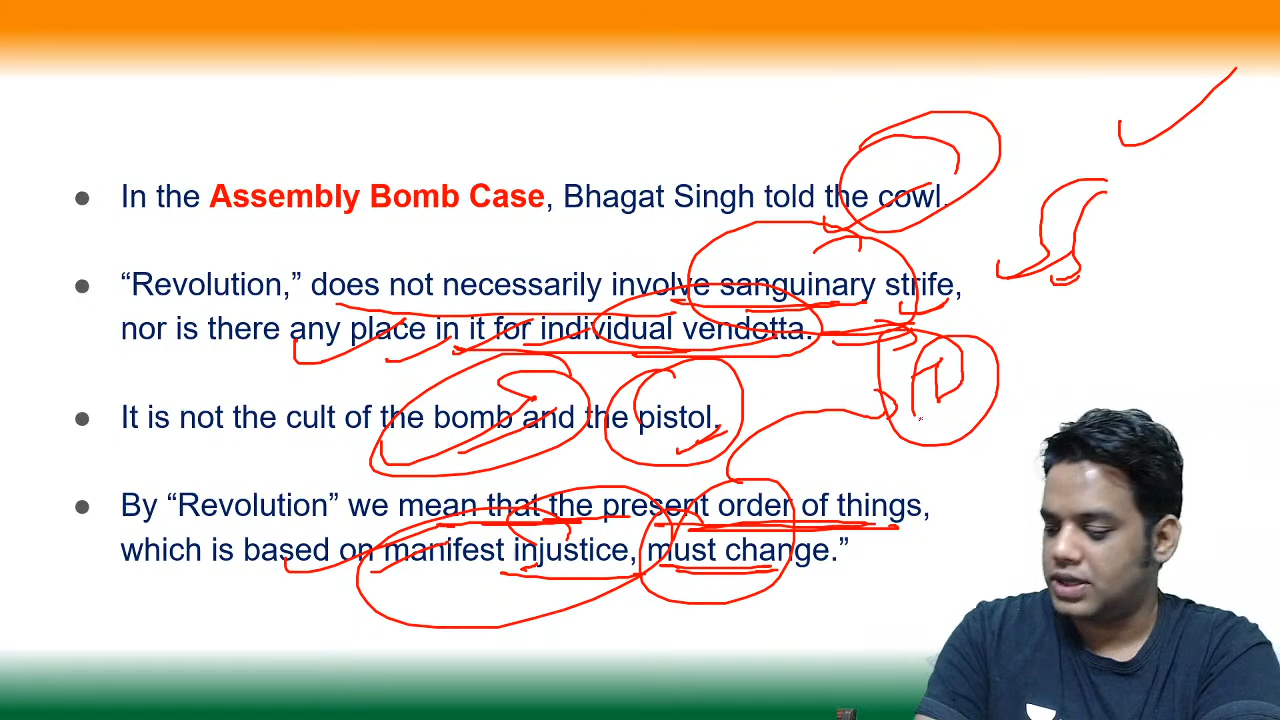 In the Assembly Bomb Case, Bhagat Singh told the cowl.
“Revolution,” does not necessarily involve sanguinary strife,
nor is there any place in it for individual vendetta.
It is not the cult of the bomb and the pistol.
By “Revolution” we mean that the present order of things,
which is based on manifest injustice, must change.”